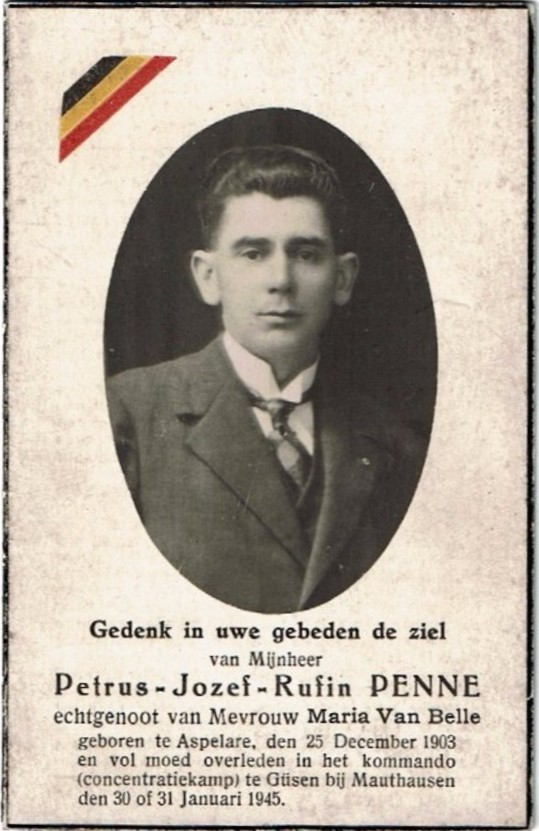 Gedenk in uwe gebeden de ziel
van Mijnheer
Petrus-Jozef-Rufin PENNE
echtgenoot van Mevrouw Maria Van Belle
geboren te Aspelare, den 25 December 1903
en vol moed overleden in het kommando
(concentratiekamp) te Güsen bij Mauthausen
den 30 of 31 Januari 1945.